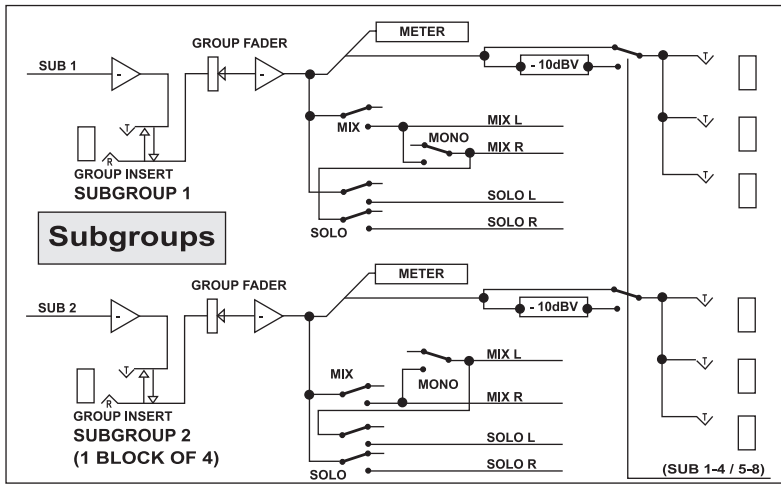 METER
GROUP FADER
SUB 1
-
-
- 10dBV
T
T
MIX
MIX L
MONO
MIX R
T
R
GROUP INSERT
SUBGROUP 1
T
SOLO L
SOLO R
SOLO
Subgroups
METER
GROUP FADER
SUB 2
-
-
- 10dBV
T
MIX L
T
MIX
MONO
T
R
MIX R
GROUP INSERT
T
SUBGROUP 2
SOLO L
(1 BLOCK OF 4)
SOLO
SOLO R
(SUB 1-4 / 5-8)